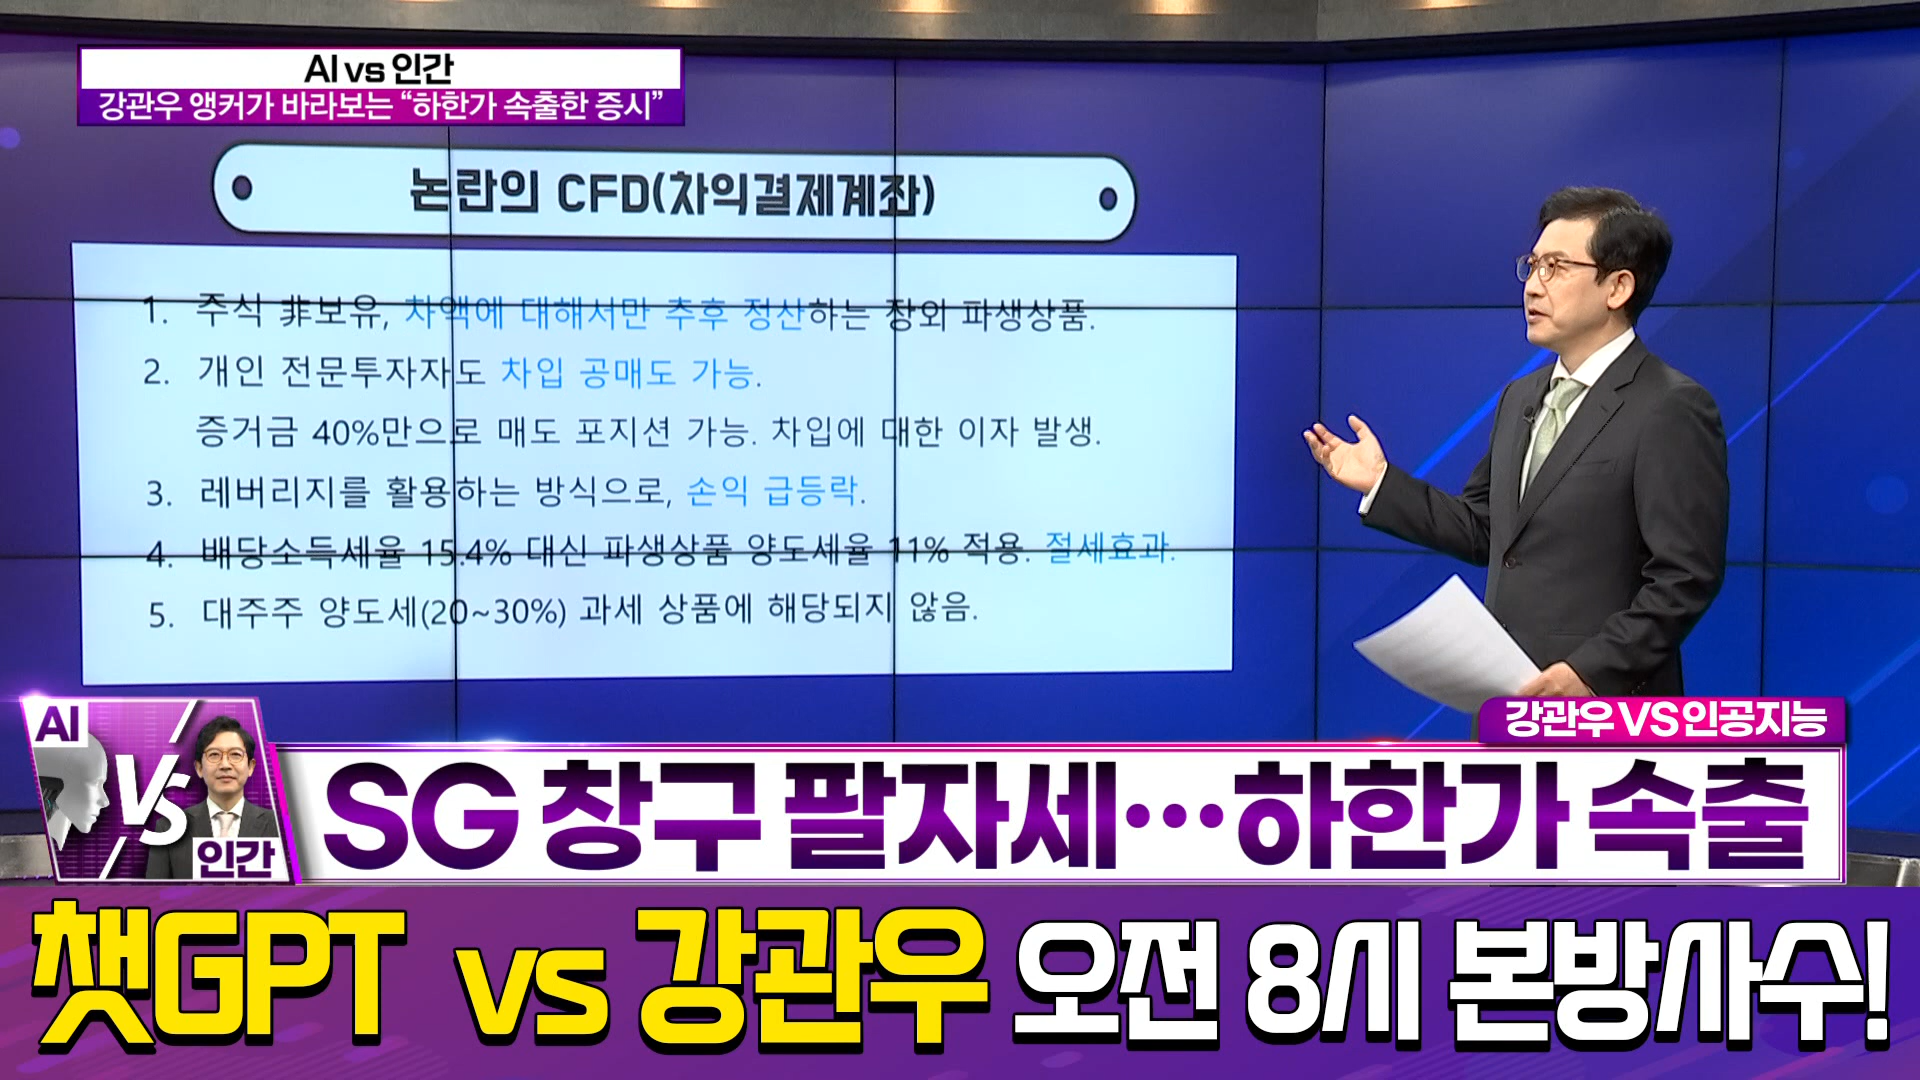 AI vs 인간
강관우 앵커가 바라보는 “하한가 속출한 증시”
논란의 CFD(차익결제계좌)
1. 주식 非보유, 차액에 대해서만 추후 정산하는 장외 파생상품.
2. 개인 전문투자자도 차입 공매도 가능.
증거금 40%만으로 매도 포지션 가능. 차입에 대한 이자 발생.
3. 레버리지를 활용하는 방식으로, 손익 급등락.
4. 배당소득세율 15.4% 대신 파생상품 양도세율 11% 적용. 절세효과.
5. 대주주 양도세(20~30%) 과세 상품에 해당되지 않음.
강관우 VS 인공지능
AI
VS
인간
SG 창구 팔자세…하한가 속출
챗GPT vs 강관우 오전 8시 본방사수!